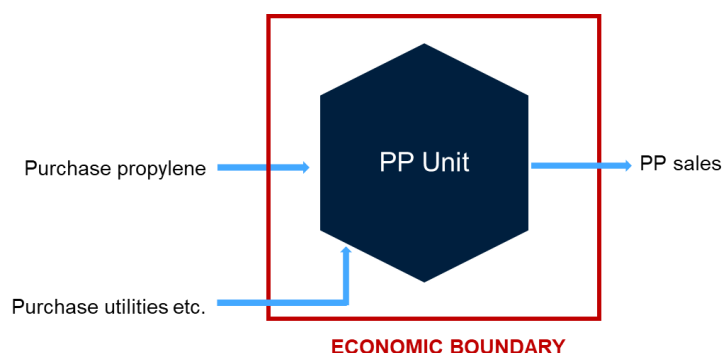 Purchase propylene
PP Unit
PP sales
Purchase utilities etc.
ECONOMIC BOUNDARY